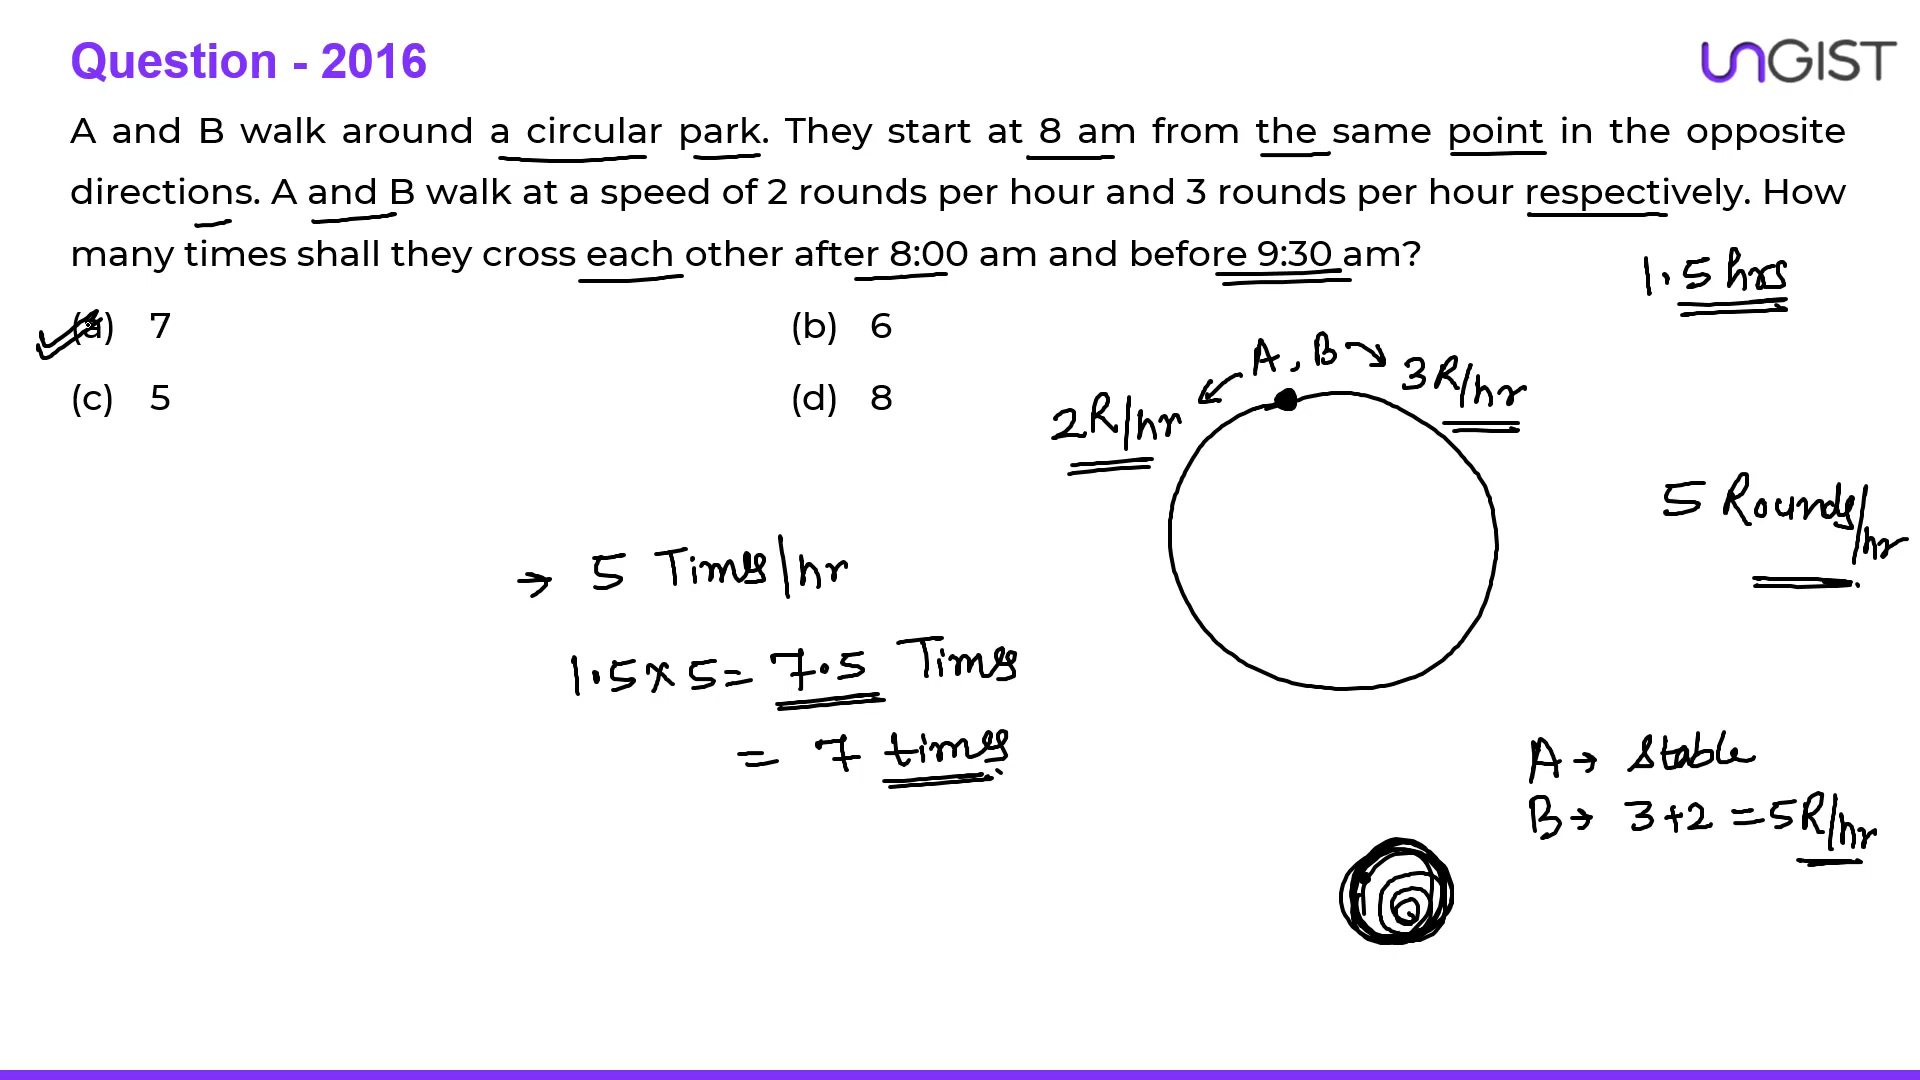 Question - 2016
UNGIST
A and B walk around a circular park. They start at 8 am from the same point in the opposite
directions. A and B walk at a speed of 2 rounds per hour and 3 rounds per hour respectively. How
many times shall they cross each other after 8:00 am and before 9:30 am?
1.5 hrs
(a) 7
(b) 6
(c) 5
(d) 8
A, B
2R/hr
3R/hr
5 Rounds/hr
→ 5 Times/hr
1.5 x 5 = 7.5 Times
= 7 times
A → Stable
B → 3+2 = 5R/hr